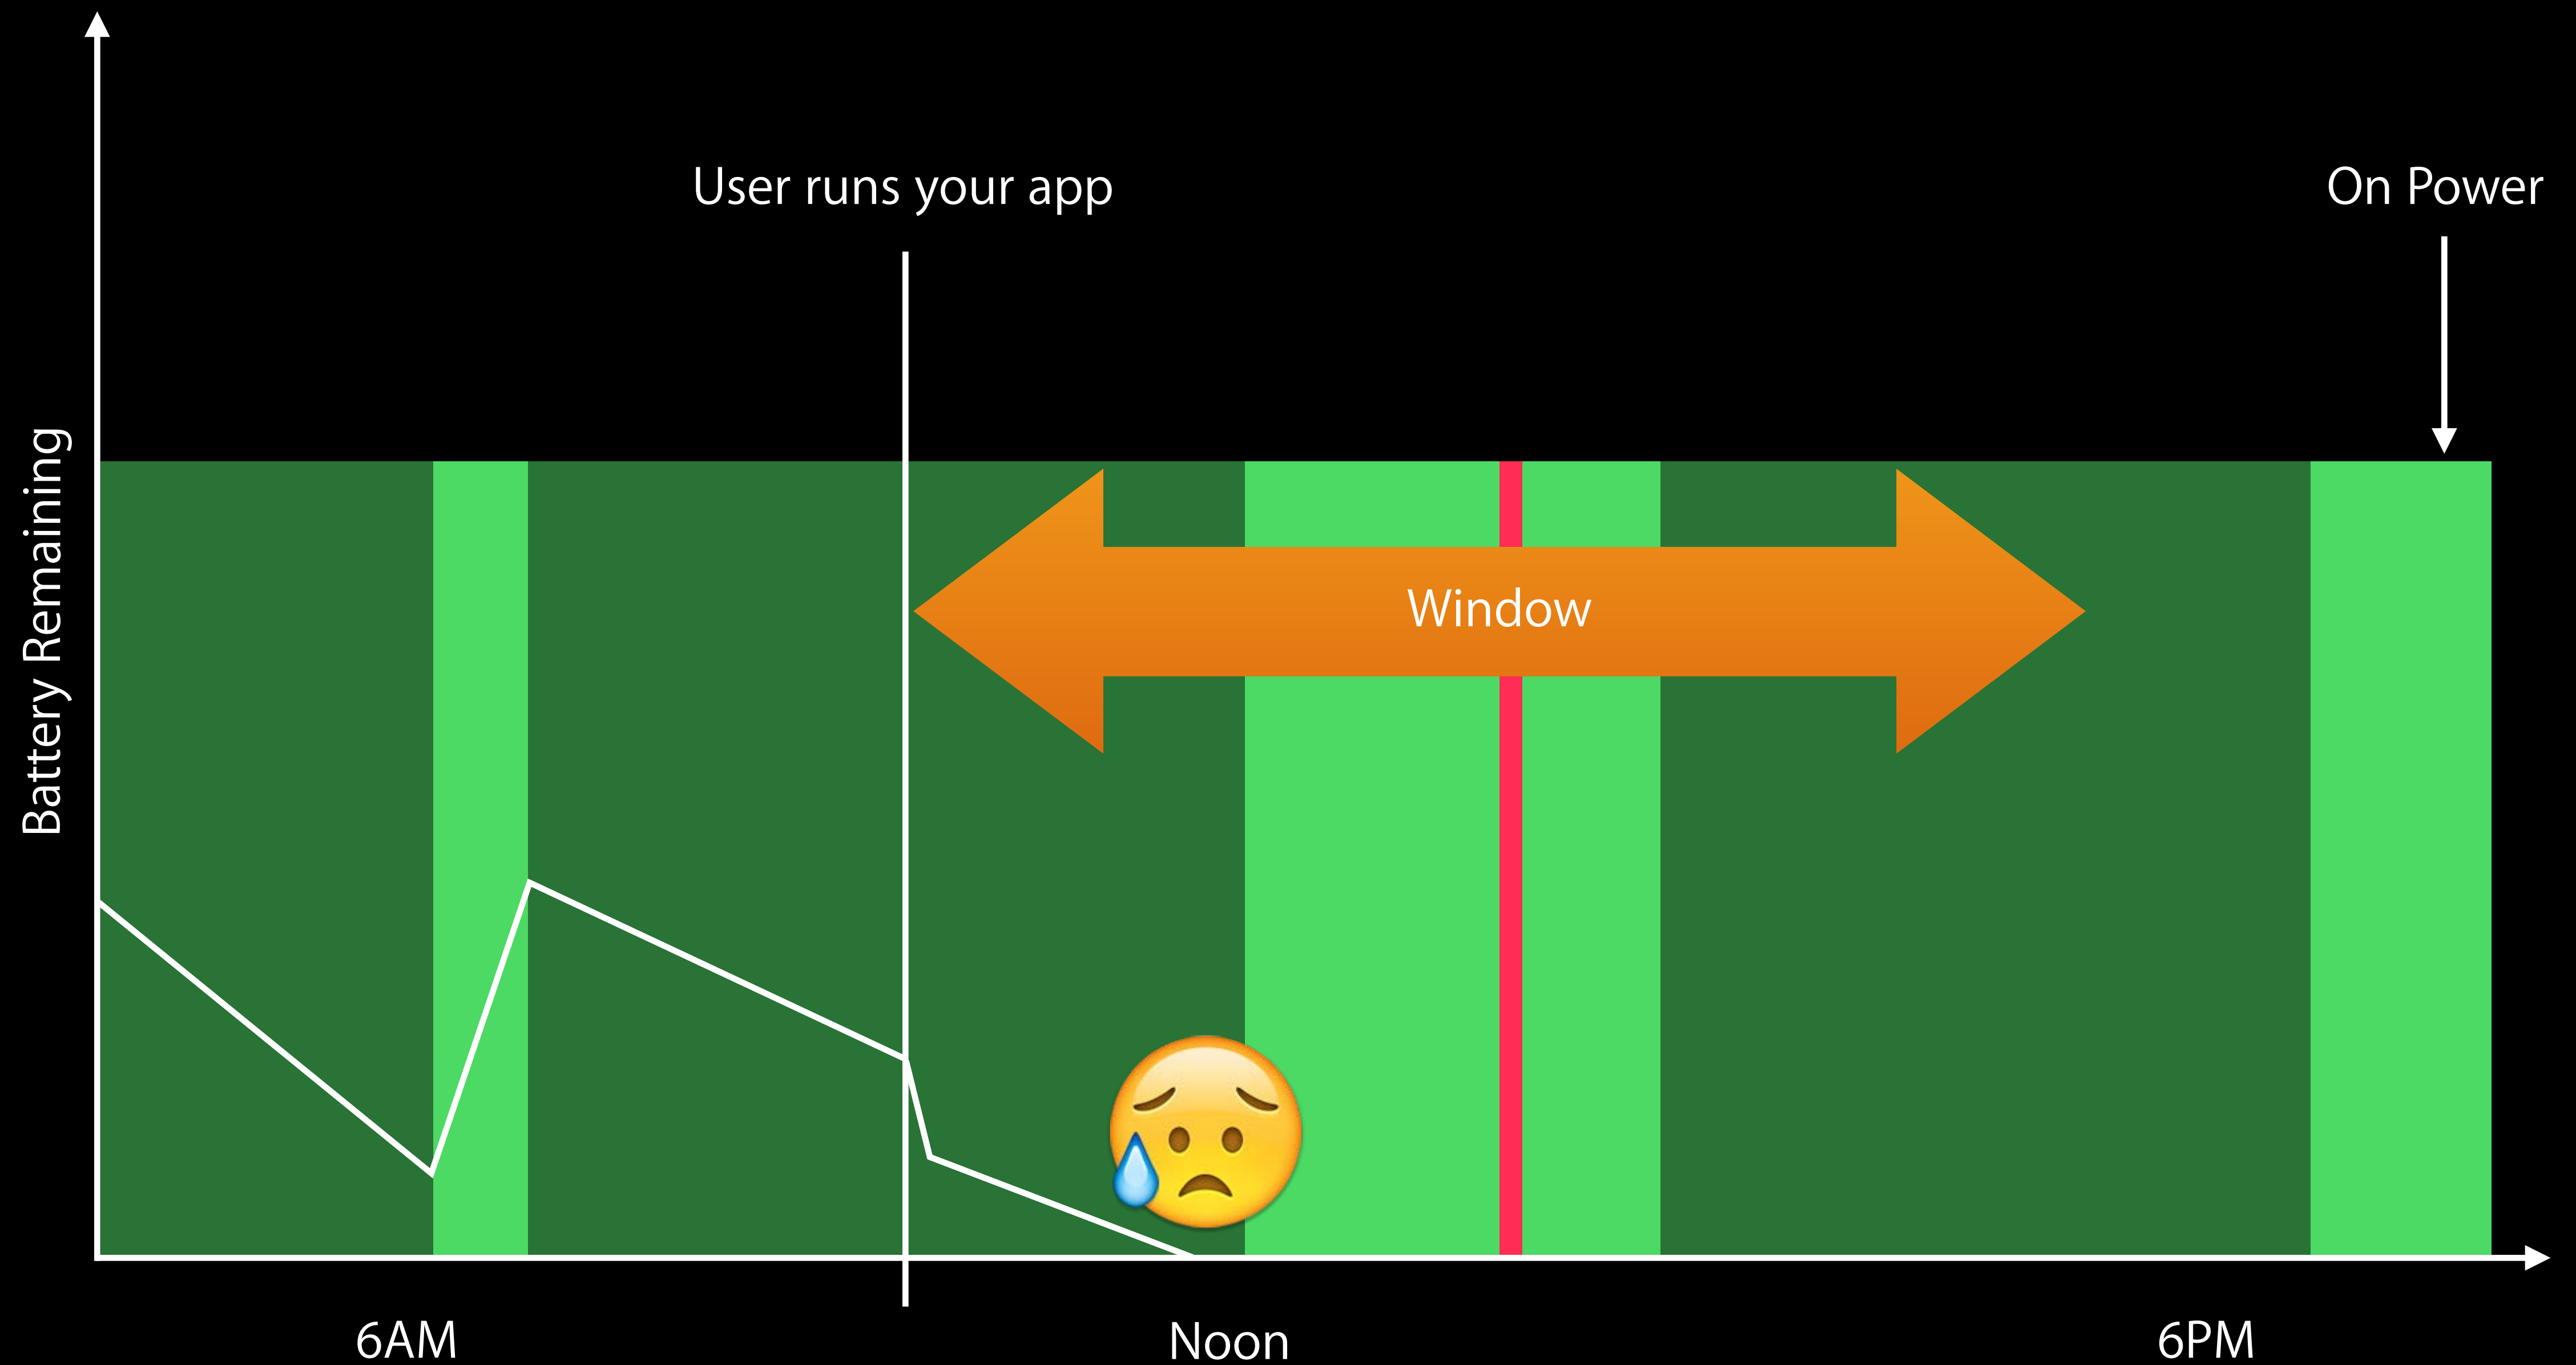 User runs your app
On Power
Battery Remaining
Window
6AM
Noon
6PM